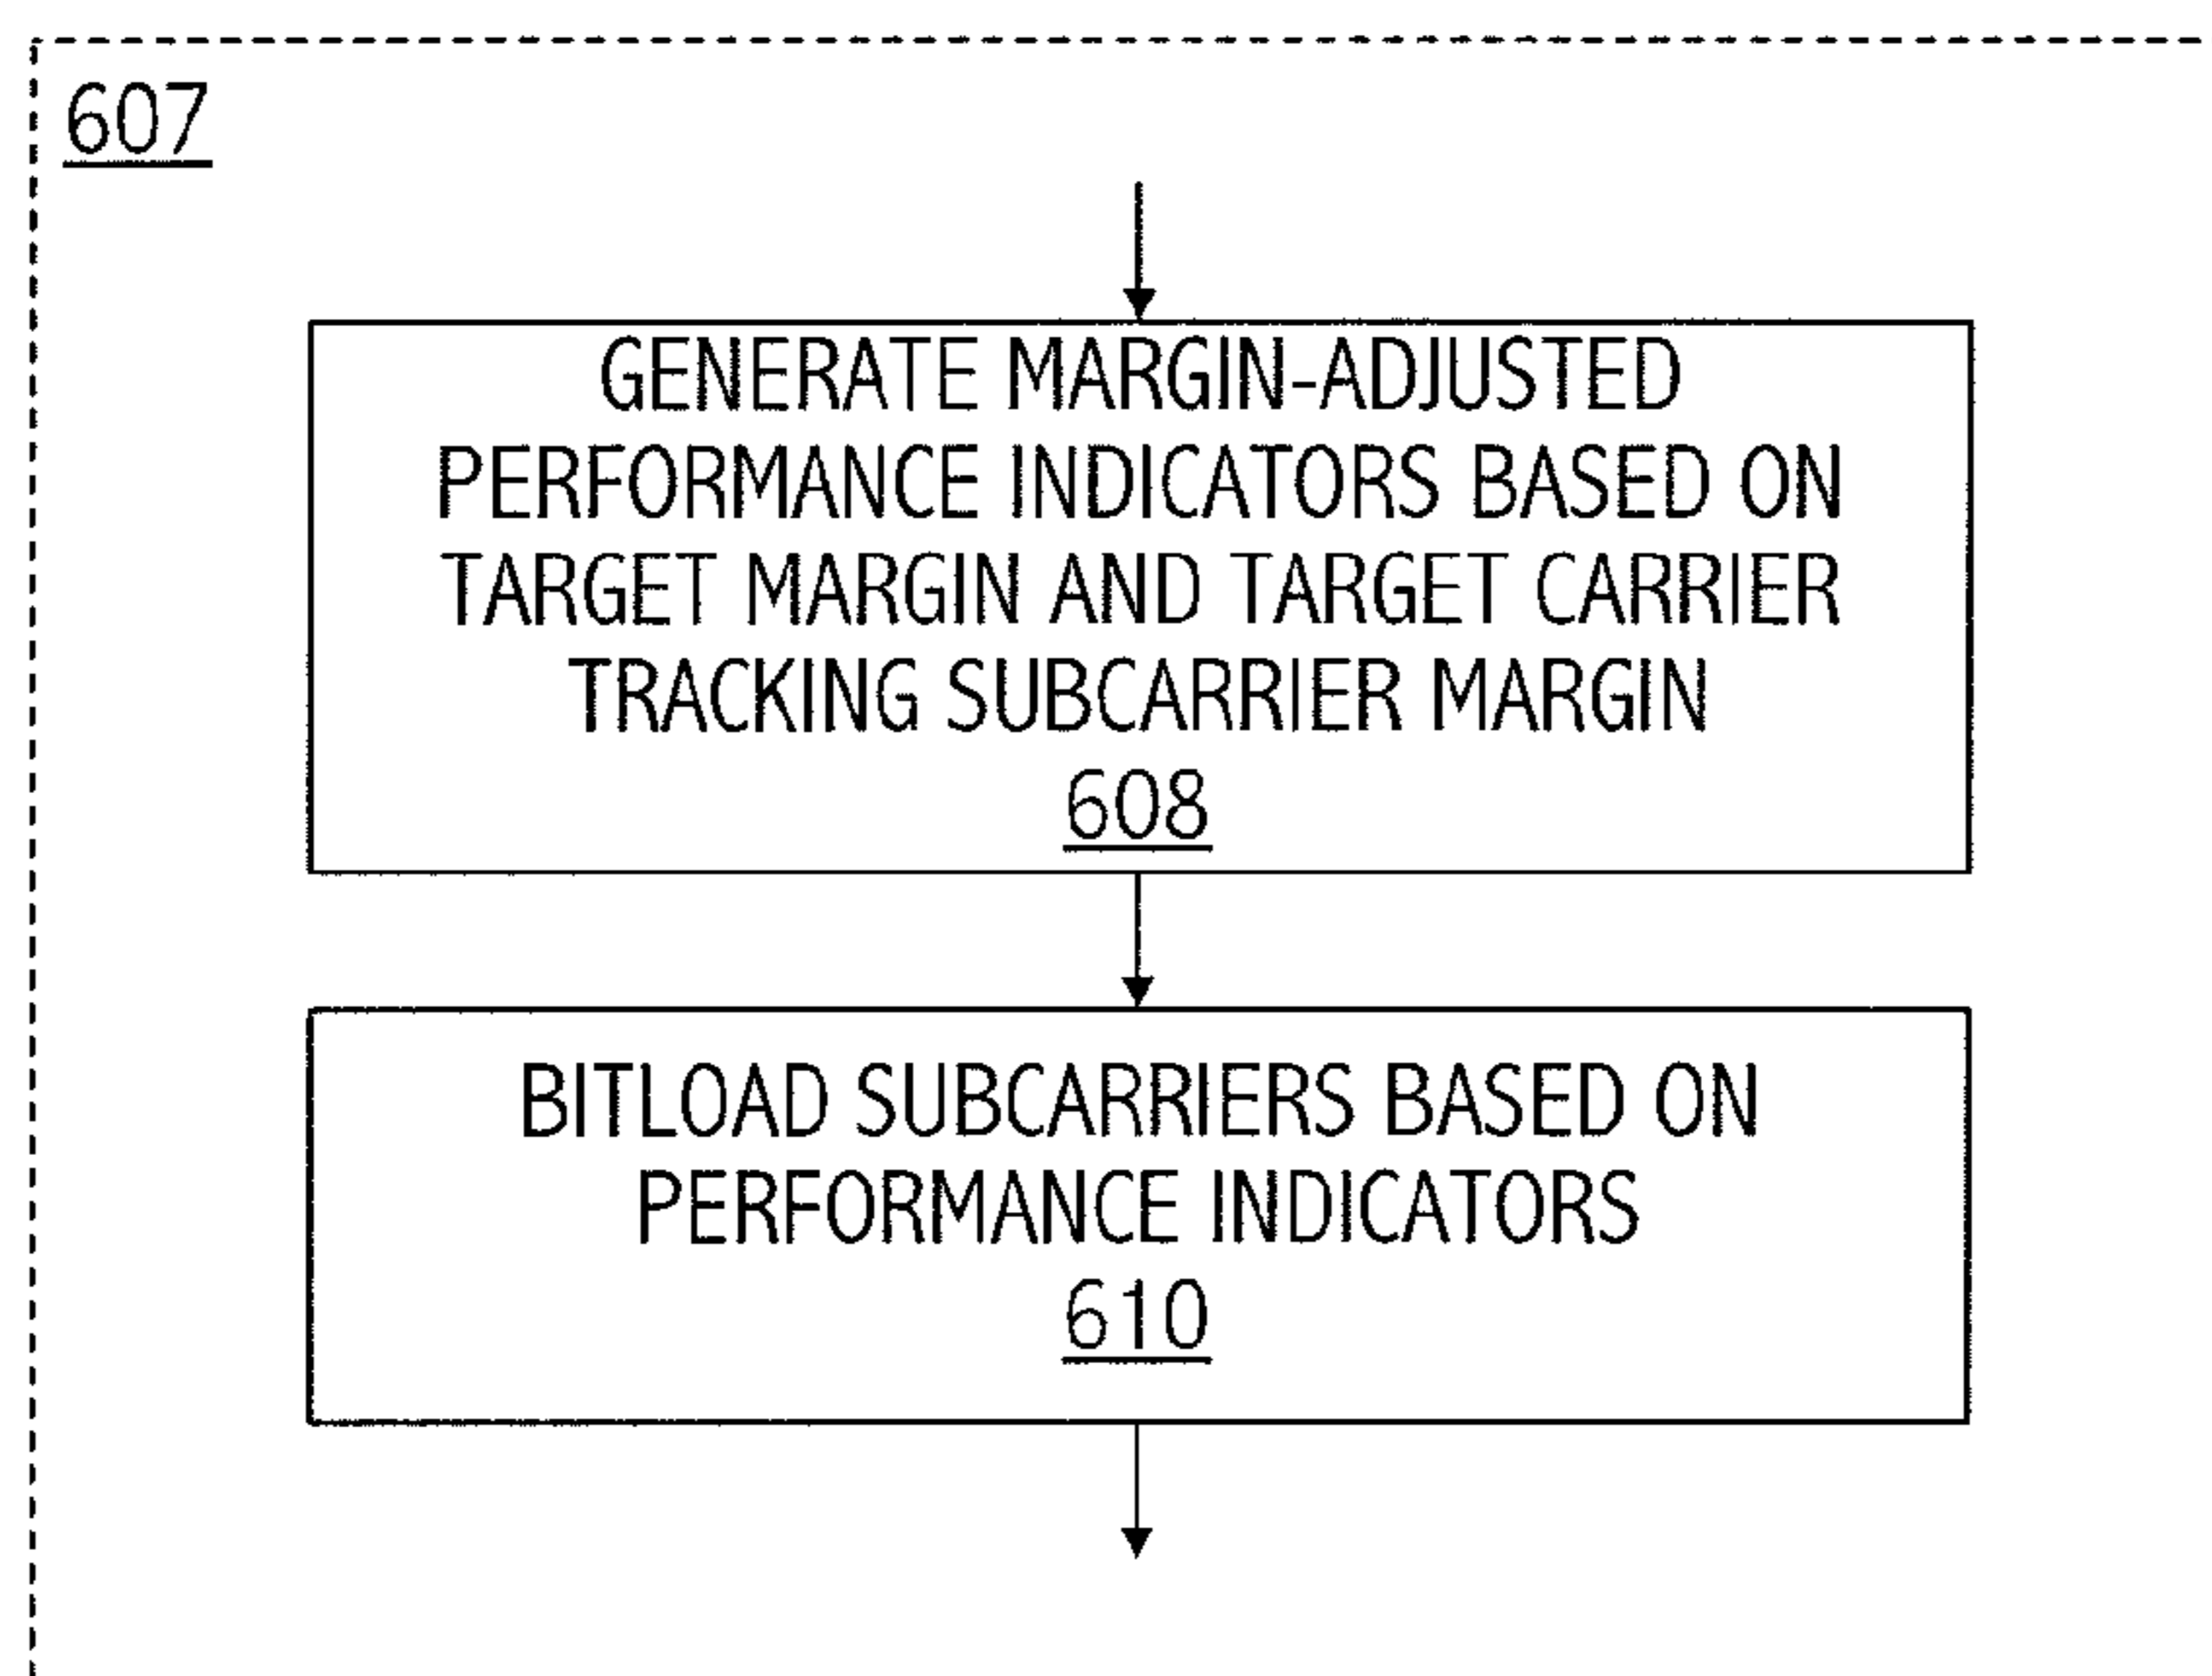 607
GENERATE MARGIN-ADJUSTED
PERFORMANCE INDICATORS BASED ON
TARGET MARGIN AND TARGET CARRIER
TRACKING SUBCARRIER MARGIN
608
BITLOAD SUBCARRIERS BASED ON
PERFORMANCE INDICATORS
610